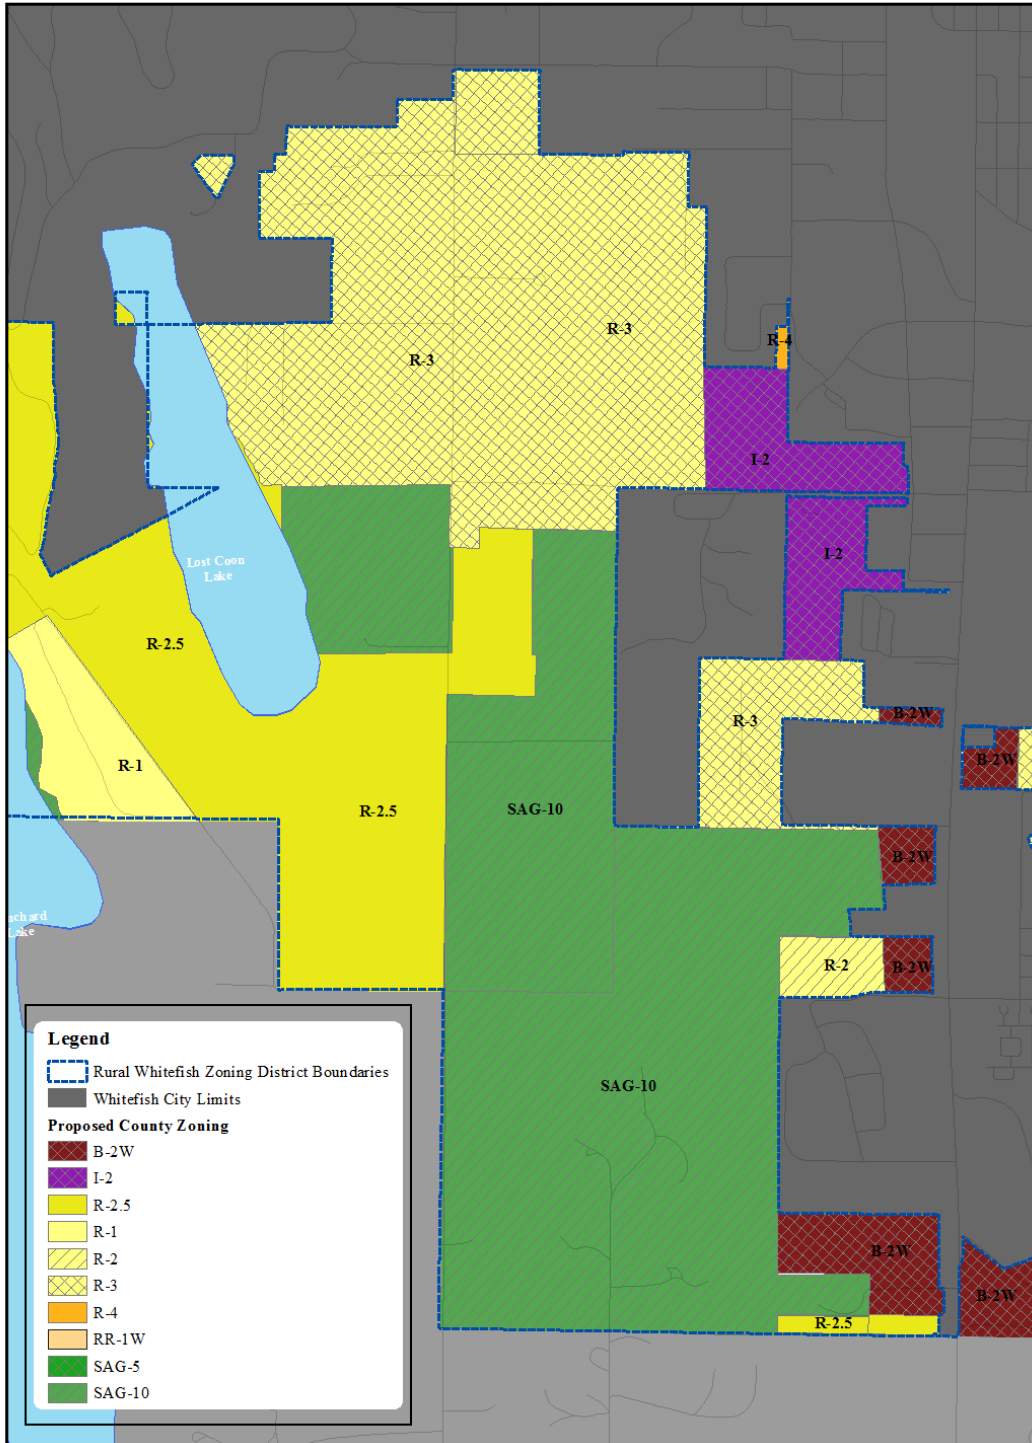 R-3
R-4
R-3
I-2
I-2
Lost Coon
Lake
R-2.5
R-3
B-2W
B-2W
R-1
R-2.5
SAG-10
B-2W
nchard
Lake
R-2
B-2W
SAG-10
B-2W
B-2W
R-2.5
Legend
Rural Whitefish Zoning District Boundaries
Whitefish City Limits
Proposed County Zoning
B-2W
I-2
R-2.5
R-1
R-2
R-3
R-4
RR-1W
SAG-5
SAG-10